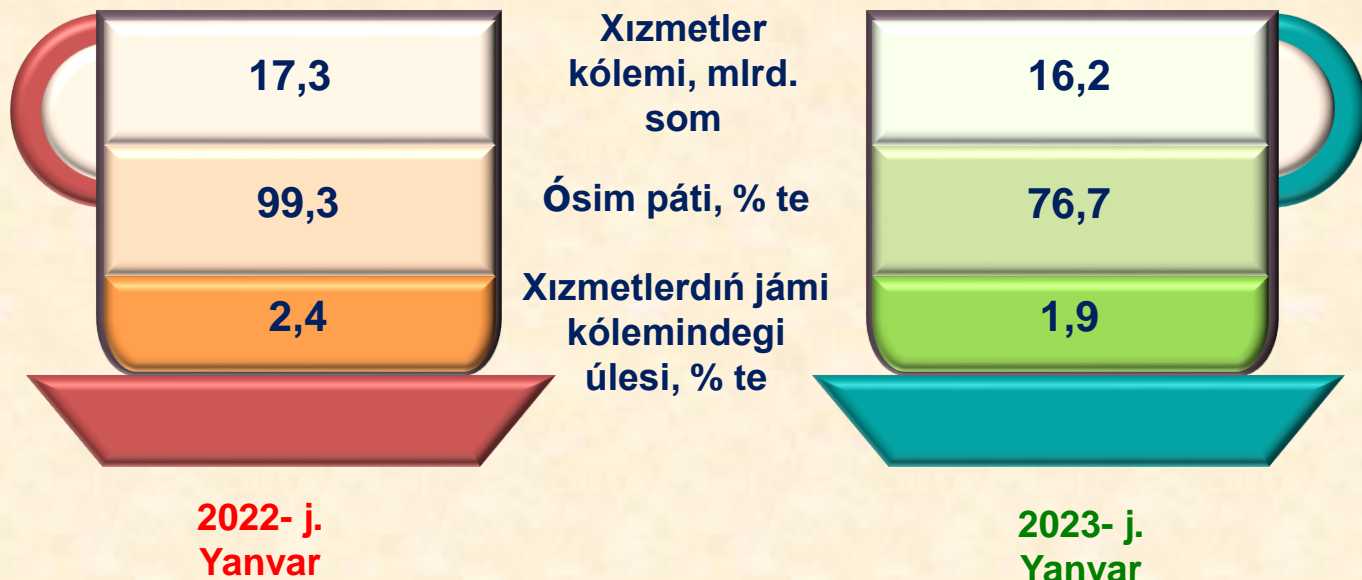 17,3
99,3
2,4
Xızmetler
kólemi, mlrd.
som
Ósim páti, % te
Xızmetlerdıń jámi
kólemindegi
úlesi, % te
16,2
76,7
1,9
2022- j.
Yanvar
2023- j.
Yanvar